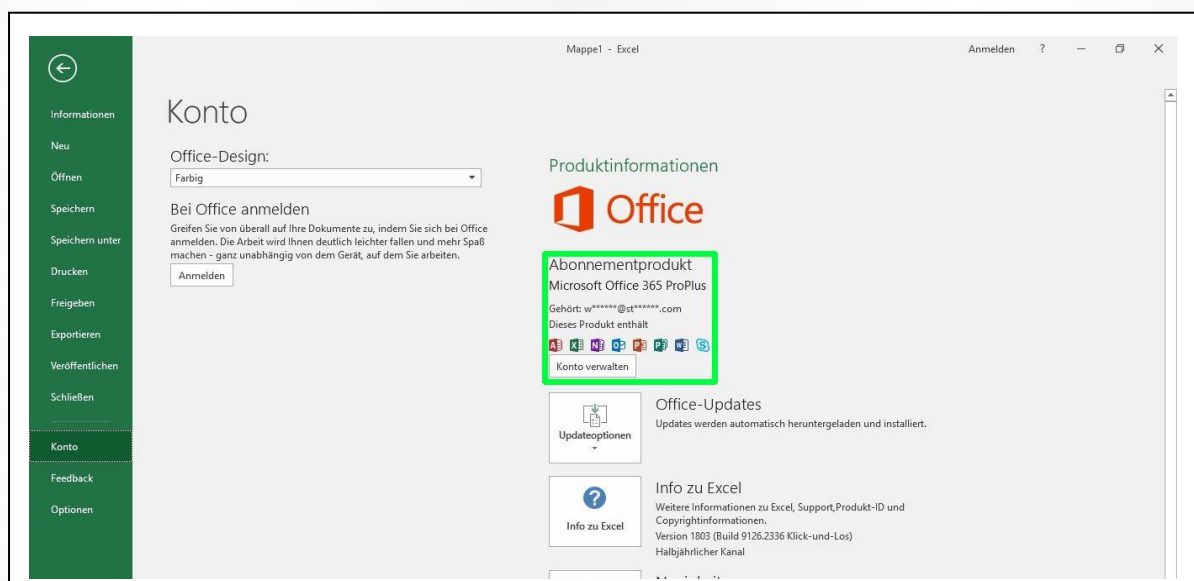 Mappe1 - Excel
Anmelden ?
Informationen
Neu
Öffnen
Speichern
Speichern unter
Drucken
Freigeben
Exportieren
Veröffentlichen
Schließen
Konto
Feedback
Optionen
Konto
Office-Design:
Farbig
Bei Office anmelden
Greifen Sie von überall auf Ihre Dokumente zu, indem Sie sich bei Office
anmelden. Die Arbeit wird Ihnen deutlich leichter fallen und mehr Spaß
machen - ganz unabhängig von dem Gerät, auf dem Sie arbeiten.
Anmelden
Produktinformationen
Office
Abonnementprodukt
Microsoft Office 365 ProPlus
Gehört: w******@st******.com
Dieses Produkt enthält
Konto verwalten
Updateoptionen
Office-Updates
Updates werden automatisch heruntergeladen und installiert.
Info zu Excel
Info zu Excel
Weitere Informationen zu Excel, Support,Produkt-ID und
Copyrightinformationen.
Version 1803 (Build 9126.2336 Klick-und-Los)
Halbjährlicher Kanal